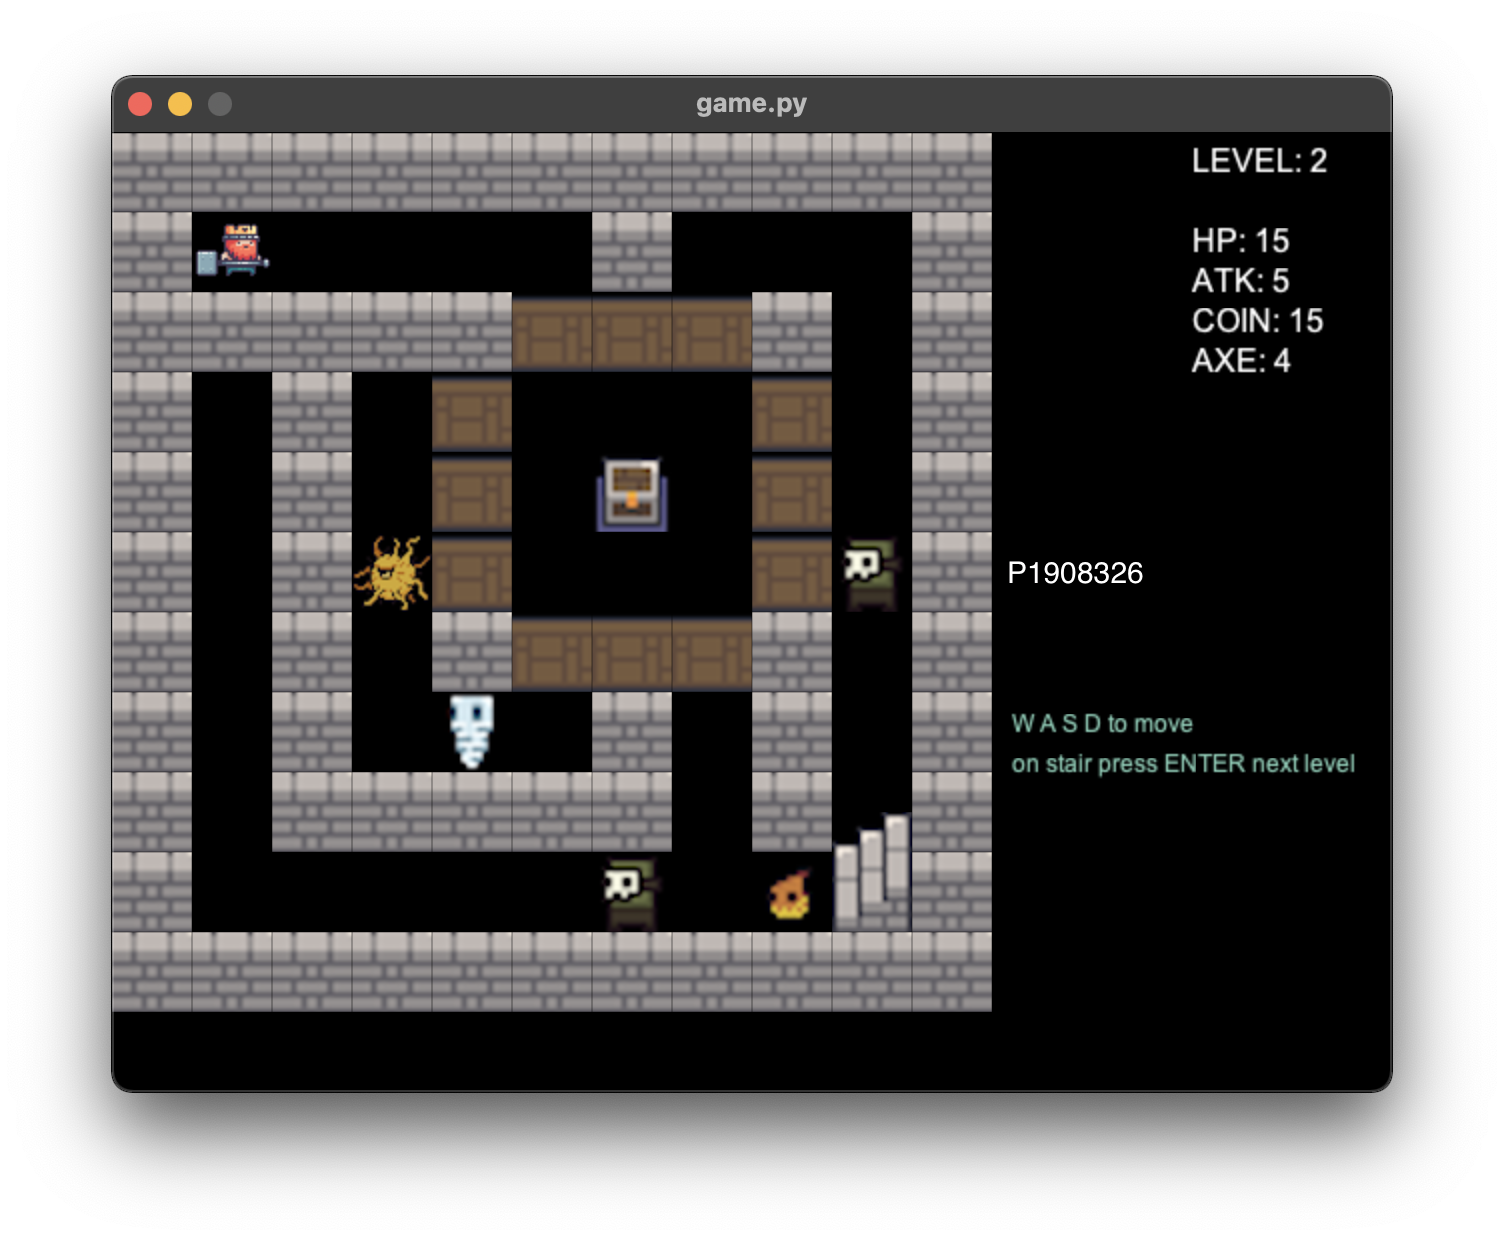 game.py
LEVEL: 2
HP: 15
ATK: 5
COIN: 15
AXE: 4
P1908326
W A S D to move
on stair press ENTER next level